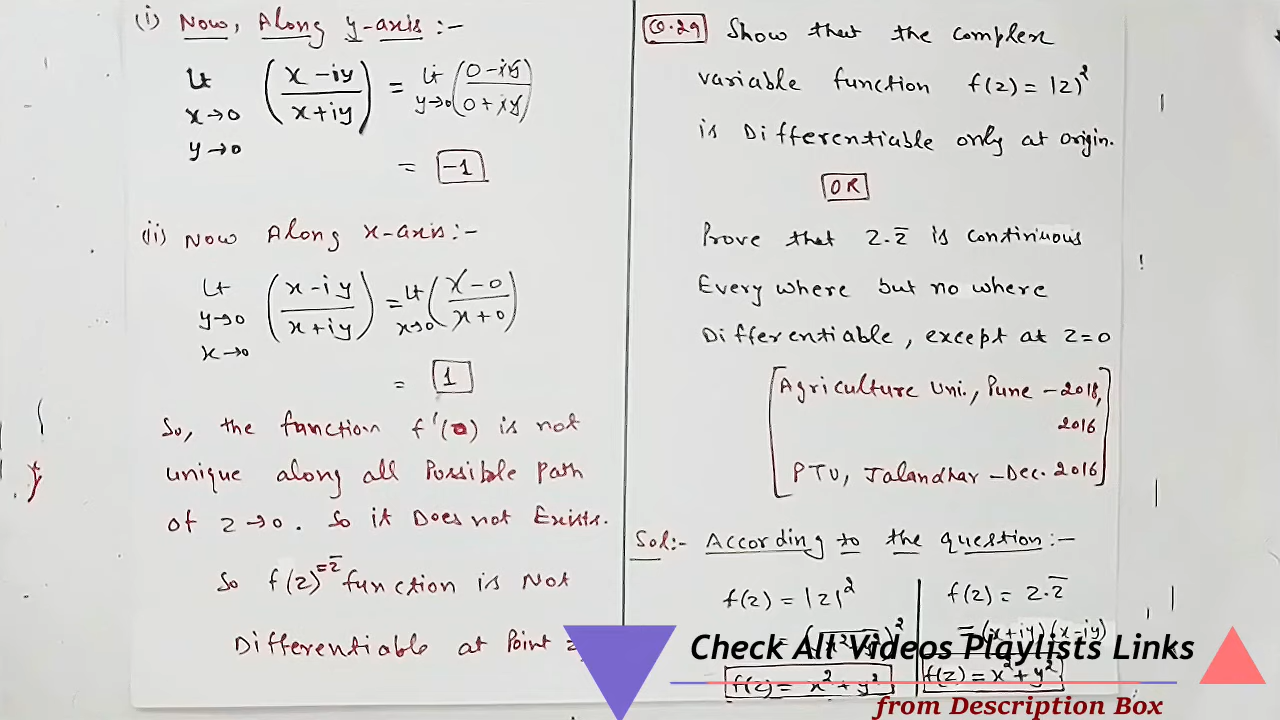 (i) Now, Along y-axis :-
Lt x→0 y→0 (x-iy / x+iy) = Lt y→0 (0-iy / 0+iy)
= -1
(ii) Now Along x-axis:-
Lt y→0 x→0 (x-iy / x+iy) = Lt x→0 (x-0 / x+0)
= 1
So, the function f'(0) is not
unique along all Possible path
of z→0. So it Does not Exists.
So f(z)=z̄ function is Not
Differentiable at Point
Q.29 Show that the complex
variable function f(z) = |z|²
is Differentiable only at origin.
OR
Prove that z.z̄ is continuous
Every where but no where
Differentiable, except at z=0
[Agriculture Uni., Pune - 2018,
2016
PTU, Jalandhar - Dec. 2016]
Sol:- According to the question:-
f(z) = |z|²
= (√x²+y²)²
f(z) = x²+y²
f(z) = z.z̄
= (x+iy).(x-iy)
f(z) = x²+y²
Check All Videos Playlists Links
from Description Box